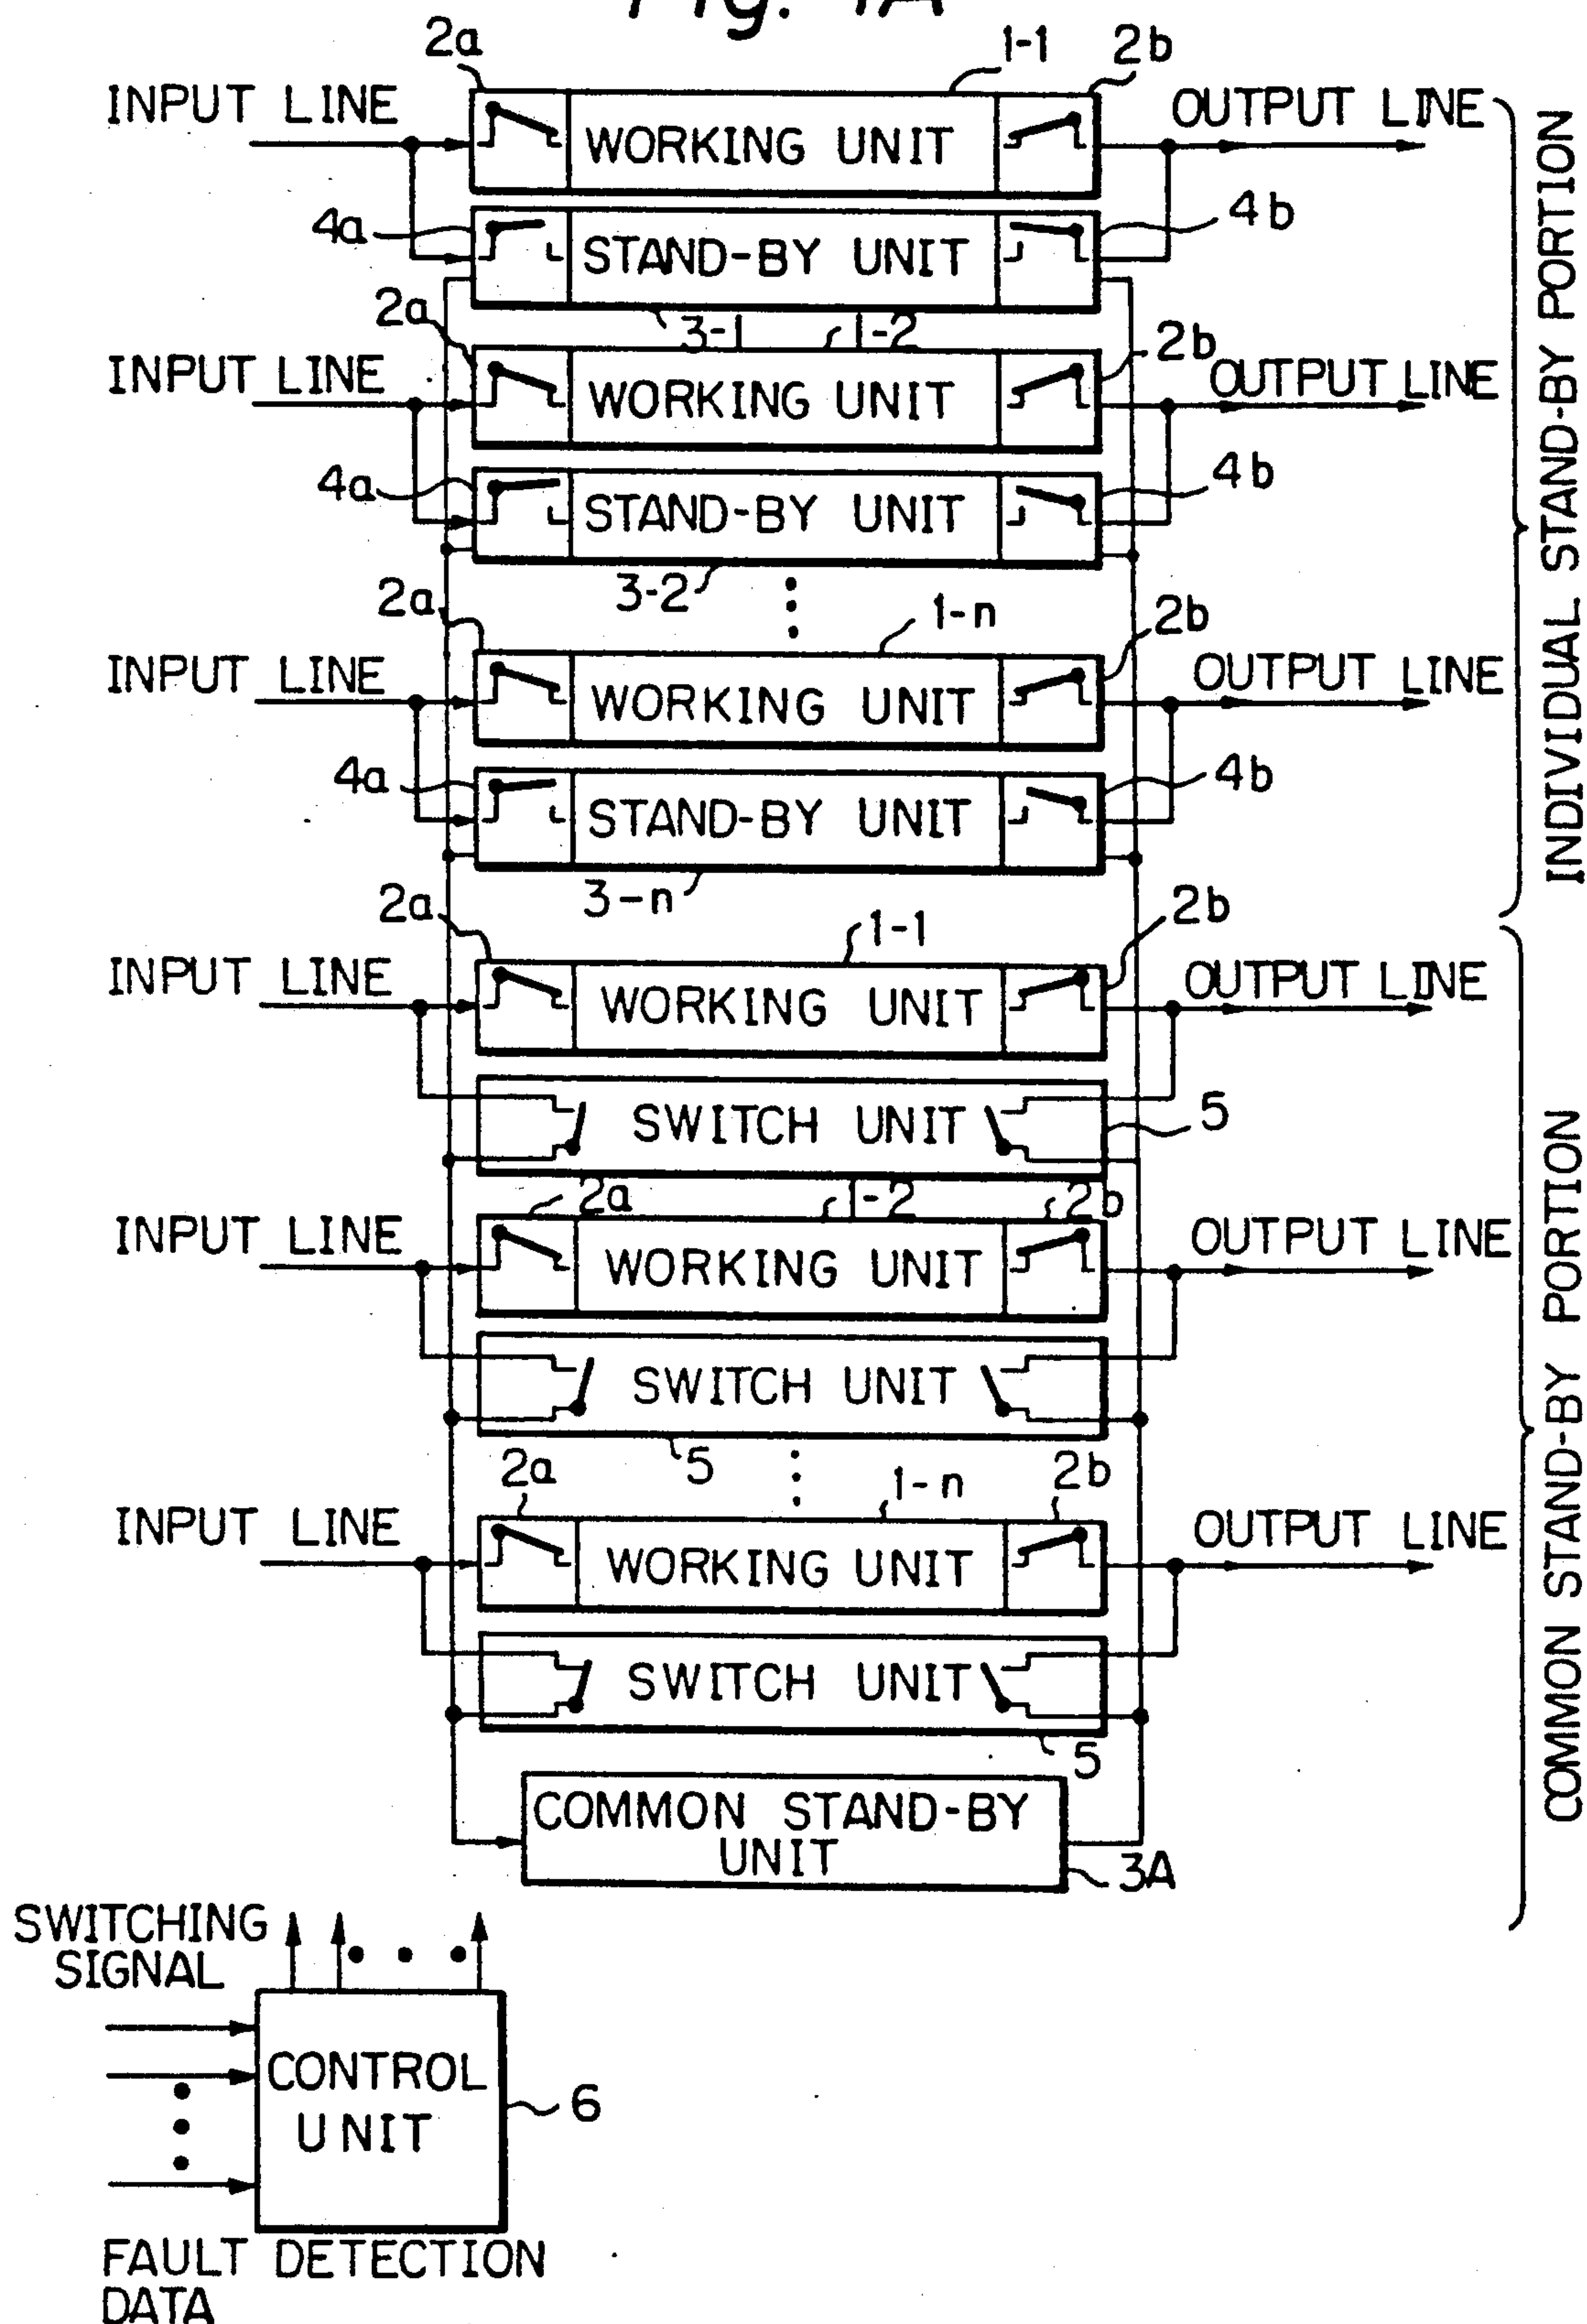 Fig. 1A
2a
1-1
2b
INPUT LINE
WORKING UNIT
OUTPUT LINE
4a
STAND-BY UNIT
4b
3-1
1-2
2a
2b
INPUT LINE
WORKING UNIT
OUTPUT LINE
4a
STAND-BY UNIT
4b
3-2
2a
1-n
2b
INPUT LINE
WORKING UNIT
OUTPUT LINE
4a
STAND-BY UNIT
4b
3-n
INDIVIDUAL STAND-BY PORTION
2a
1-1
2b
INPUT LINE
WORKING UNIT
OUTPUT LINE
SWITCH UNIT
5
2a
1-2
2b
INPUT LINE
WORKING UNIT
OUTPUT LINE
SWITCH UNIT
5
2a
1-n
2b
INPUT LINE
WORKING UNIT
OUTPUT LINE
SWITCH UNIT
5
COMMON STAND-BY
UNIT
3A
COMMON STAND-BY PORTION
SWITCHING
SIGNAL
CONTROL
UNIT
6
FAULT DETECTION
DATA